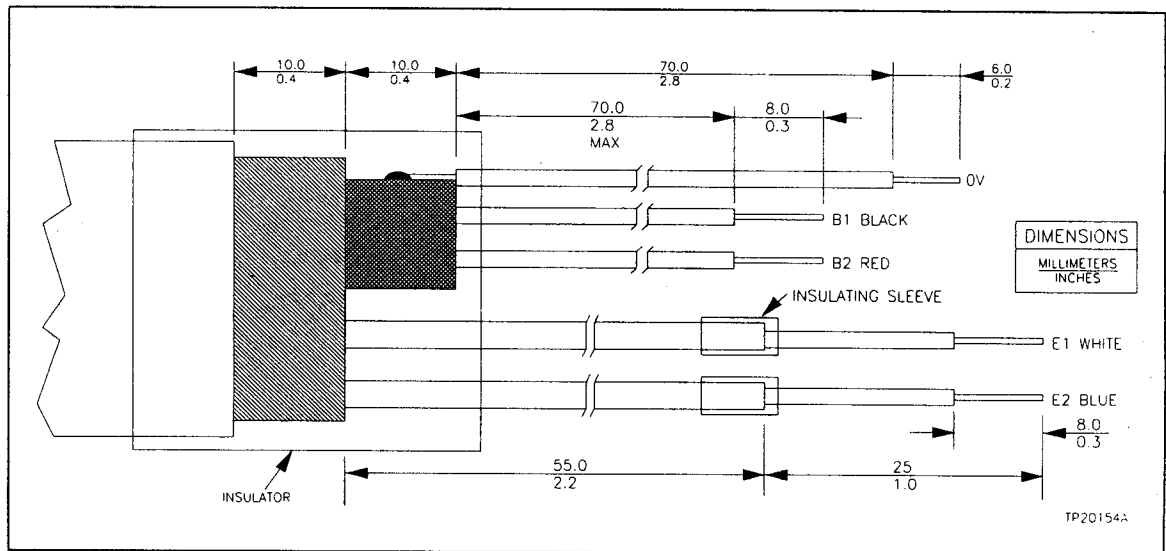 10.0
0.4
10.0
0.4
70.0
2.8
6.0
0.2
70.0
2.8
MAX
8.0
0.3
0V
B1 BLACK
B2 RED
DIMENSIONS
MILLIMETERS
INCHES
INSULATING SLEEVE
E1 WHITE
E2 BLUE
8.0
0.3
55.0
2.2
25
1.0
INSULATOR
TP20154A